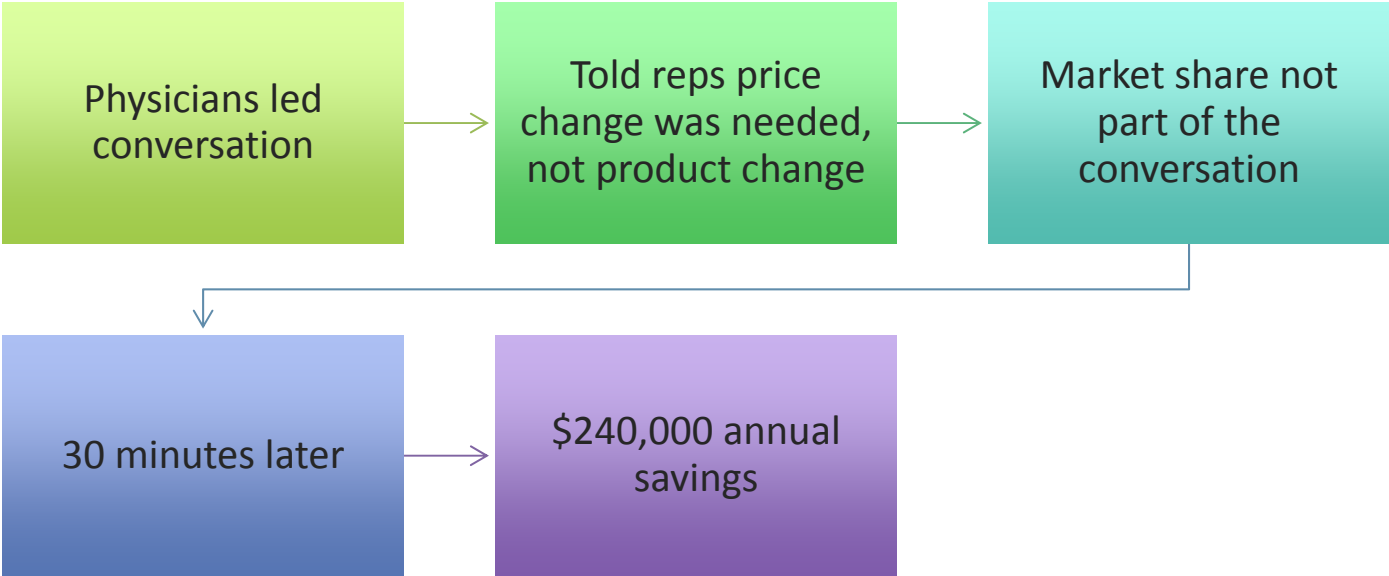 Physicians led
conversation
Told reps price
change was needed,
not product change
Market share not
part of the
conversation
30 minutes later
$240,000 annual
savings